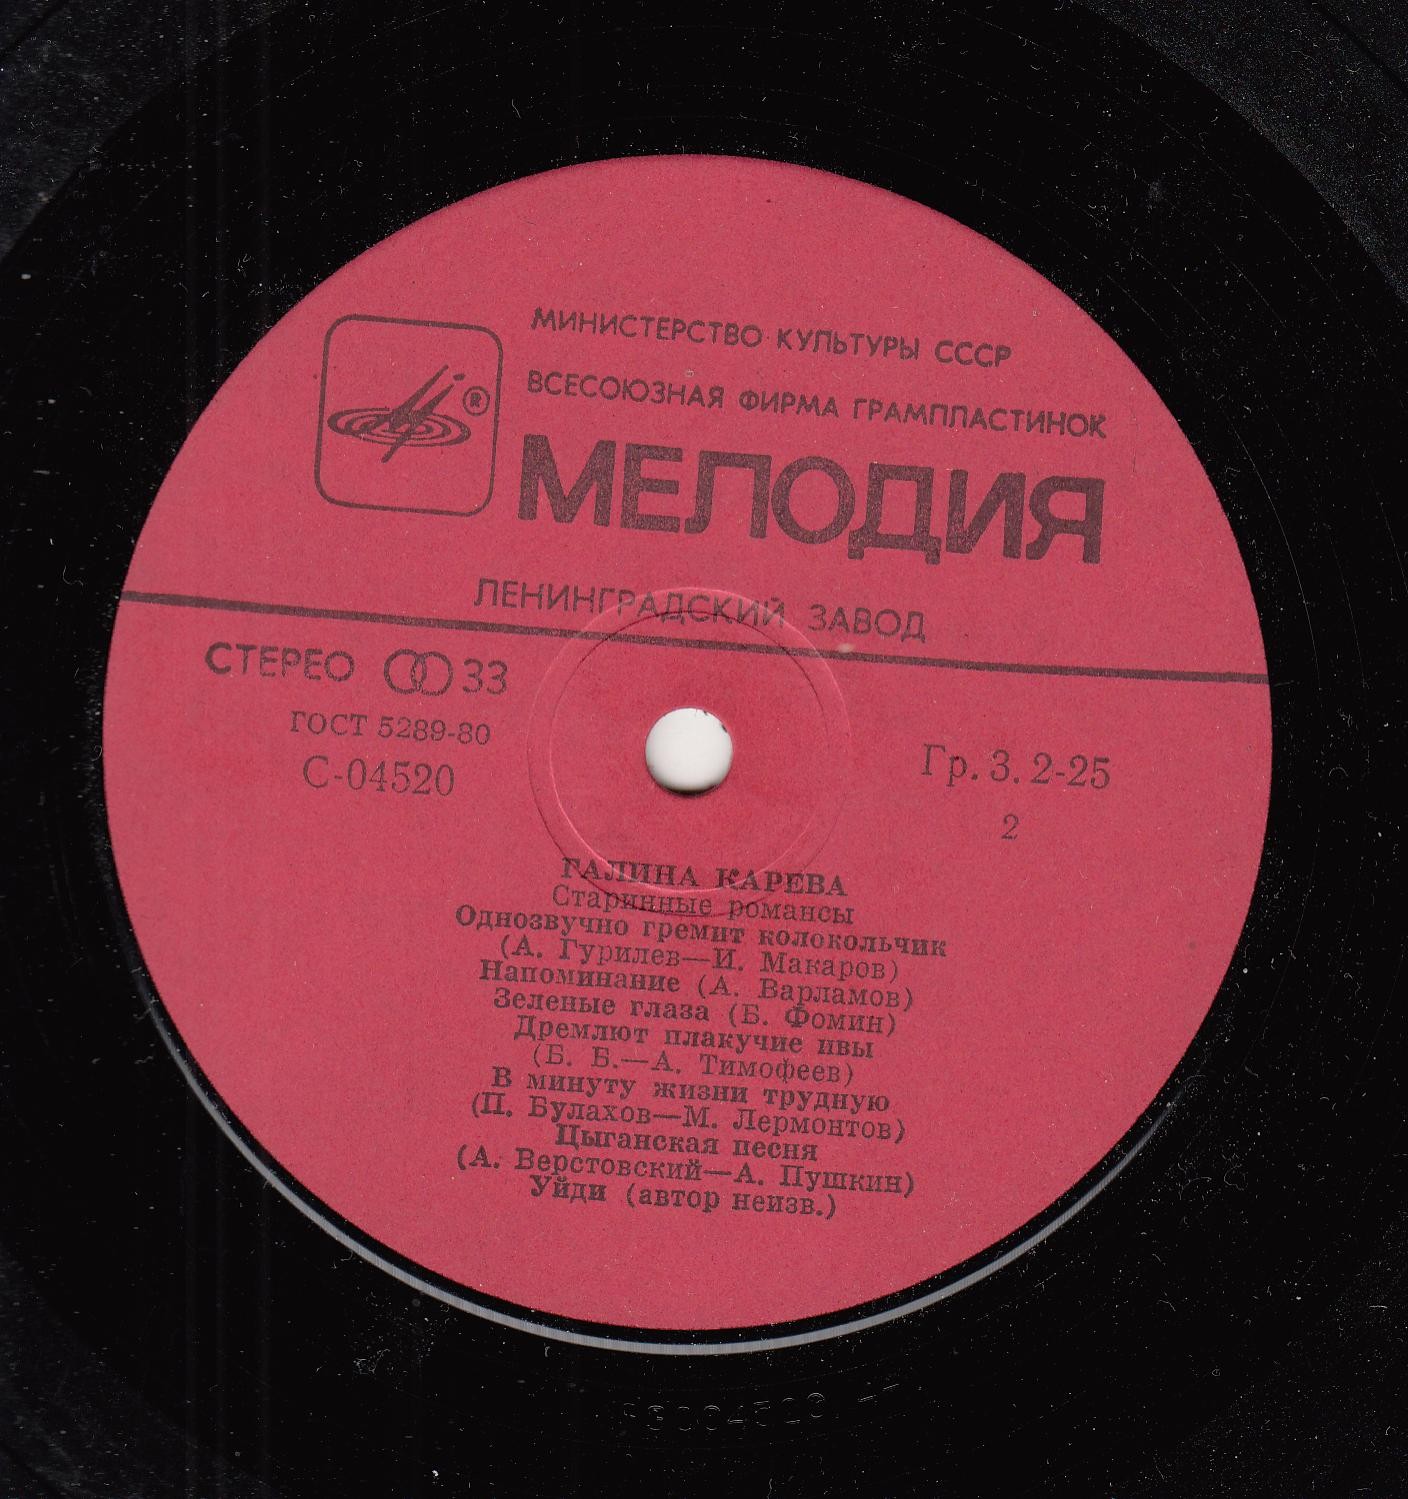 МИНИСТЕРСТВО КУЛЬТУРЫ СССР
ВСЕСОЮЗНАЯ ФИРМА ГРАМПЛАСТИНОК
®
МЕЛОДИЯ
ЛЕНИНГРАДСКИЙ ЗАВОД
СТЕРЕО 33
ГОСТ 5289-80
С-04520
Гр. 3. 2-25
2
ГАЛИНА КАРЕВА
Старинные романсы
Однозвучно гремит колокольчик
(А. Гурилев—И. Макаров)
Напоминание (А. Варламов)
Зеленые глаза (Б. Фомин)
Дремлют плакучие ивы
(Б. Б.—А. Тимофеев)
В минуту жизни трудную
(П. Булахов—М. Лермонтов)
Цыганская песня
(А. Верстовский—А. Пушкин)
Уйди (автор неизв.)